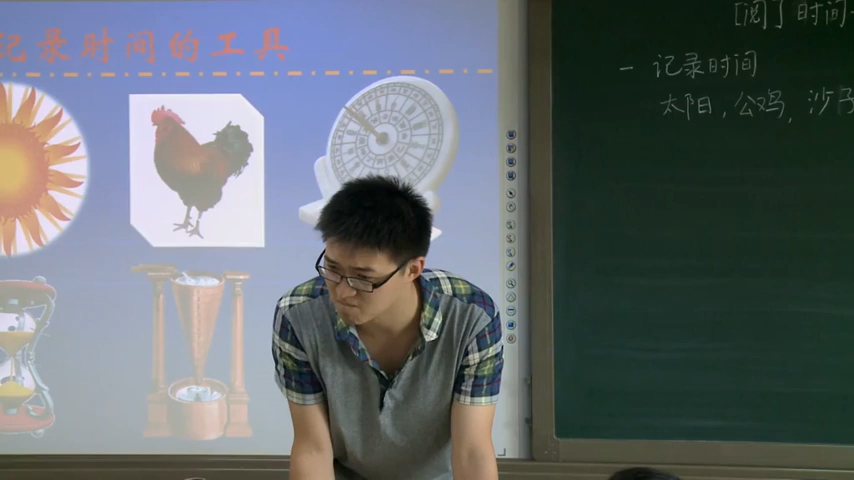 记录时间的工具
[阅] 时间
一 记录时间
太阳, 公鸡, 沙子